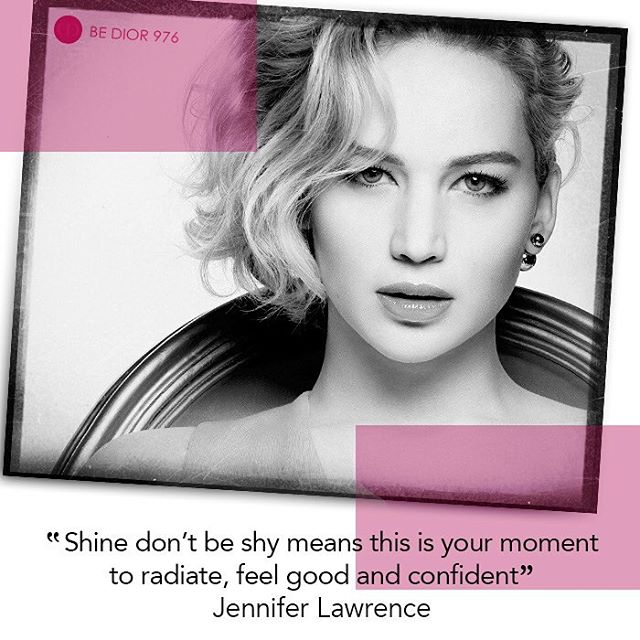 BE DIOR 976
“Shine don’t be shy means this is your moment
to radiate, feel good and confident”
Jennifer Lawrence